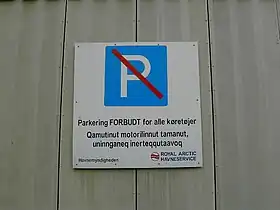 P
Parkering FORBUDT for alle køretøjer
Qamutinut motorilinnut tamanut,
uninnganeq inerteqqutaavoq
ROYAL ARCTIC
HAVNESERVICE
Havnemyndigheden